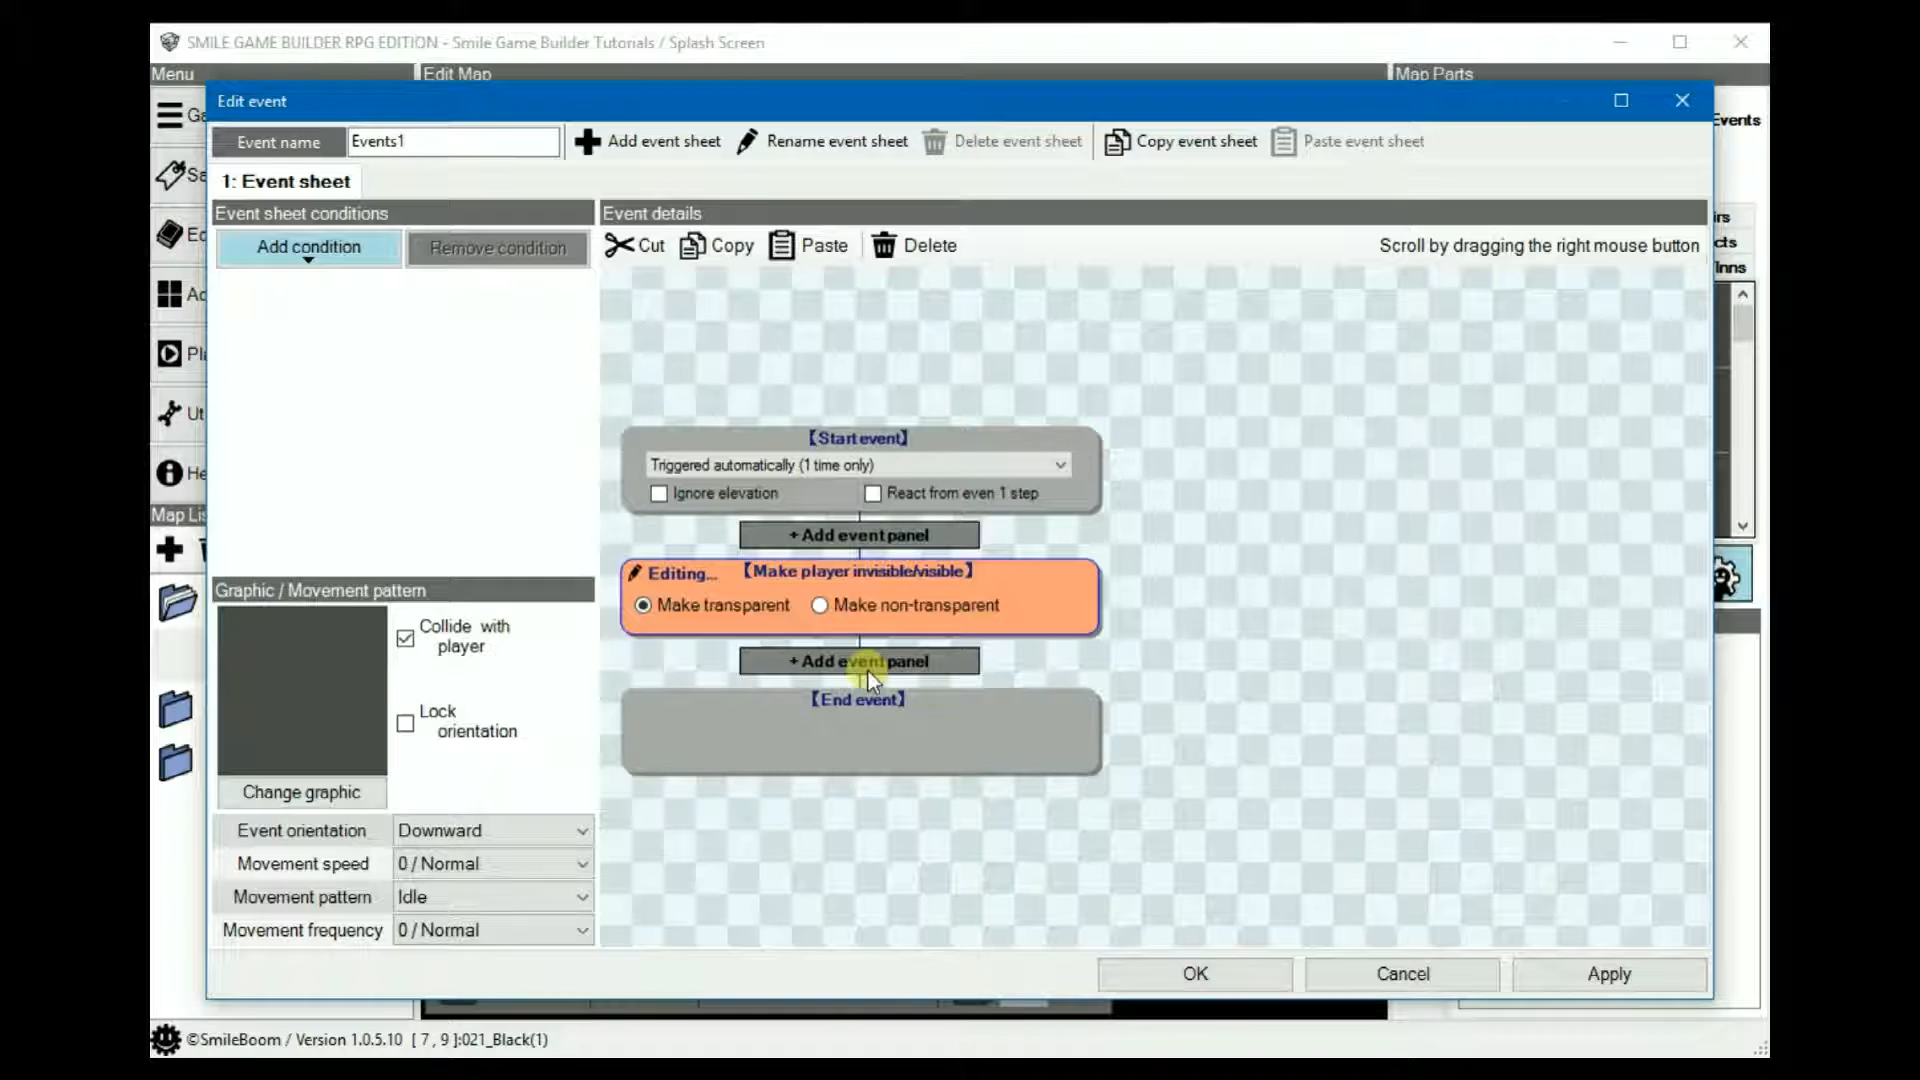 SMILE GAME BUILDER RPG EDITION - Smile Game Builder Tutorials / Splash Screen
Menu
Edit Map
Map Parts
Edit event
Event name
Events1
Add event sheet
Rename event sheet
Delete event sheet
Copy event sheet
Paste event sheet
1: Event sheet
Event sheet conditions
Event details
Add condition
Remove condition
Cut
Copy
Paste
Delete
Scroll by dragging the right mouse button
【Start event】
Triggered automatically (1 time only)
Ignore elevation
React from even 1 step
+ Add event panel
Editing...
【Make player invisible/visible】
Make transparent
Make non-transparent
+ Add event panel
【End event】
Graphic / Movement pattern
Collide with
player
Lock
orientation
Change graphic
Event orientation
Downward
Movement speed
0 / Normal
Movement pattern
Idle
Movement frequency
0 / Normal
OK
Cancel
Apply
©SmileBoom / Version 1.0.5.10 [ 7 , 9 ]:021_Black(1)